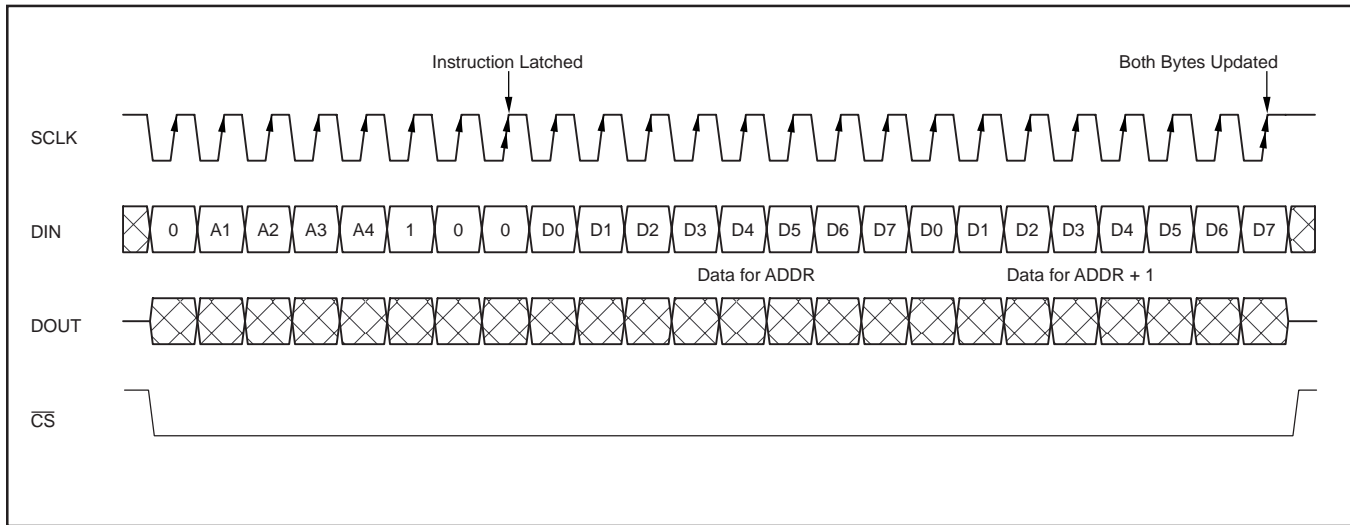 Instruction Latched Both Bytes Updated
SCLK
DIN 0 A1 A2 A3 A4 1 0 0 D0 D1 D2 D3 D4 D5 D6 D7 D0 D1 D2 D3 D4 D5 D6 D7
Data for ADDR Data for ADDR + 1
DOUT
C̅S̅